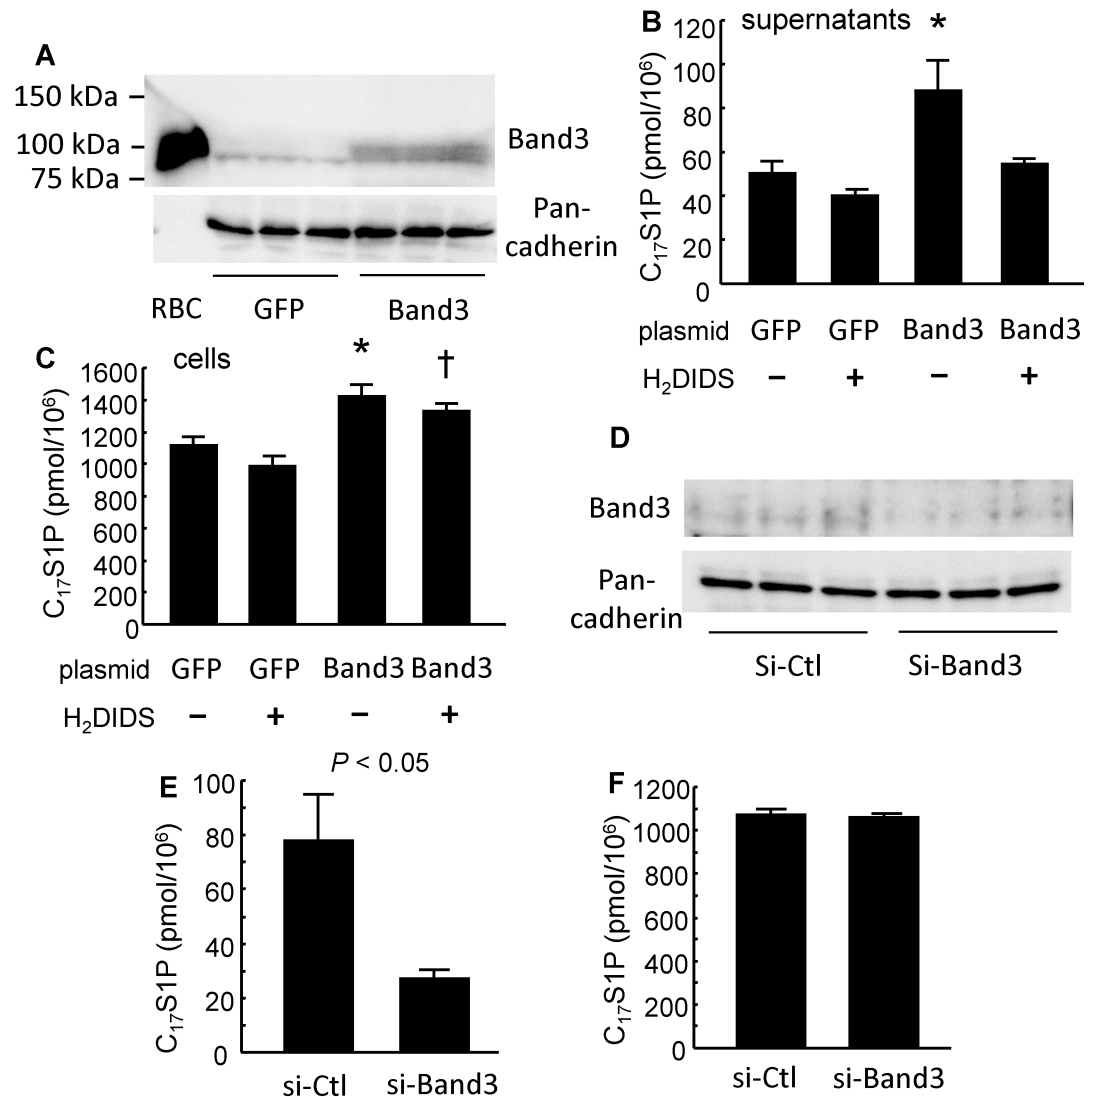 A
150 kDa
100 kDa
75 kDa
Band3
Pan-
cadherin
RBC GFP Band3
B
supernatants *
C17S1P (pmol/10⁶)
120
100
80
60
40
20
0
plasmid GFP GFP Band3 Band3
H2DIDS − + − +
C
cells * †
C17S1P (pmol/10⁶)
1600
1400
1200
1000
800
600
400
200
0
plasmid GFP GFP Band3 Band3
H2DIDS − + − +
D
Band3
Pan-
cadherin
Si-Ctl Si-Band3
E
P < 0.05
C17S1P (pmol/10⁶)
100
80
60
40
20
0
si-Ctl si-Band3
F
C17S1P (pmol/10⁶)
1200
1000
800
600
400
200
0
si-Ctl si-Band3